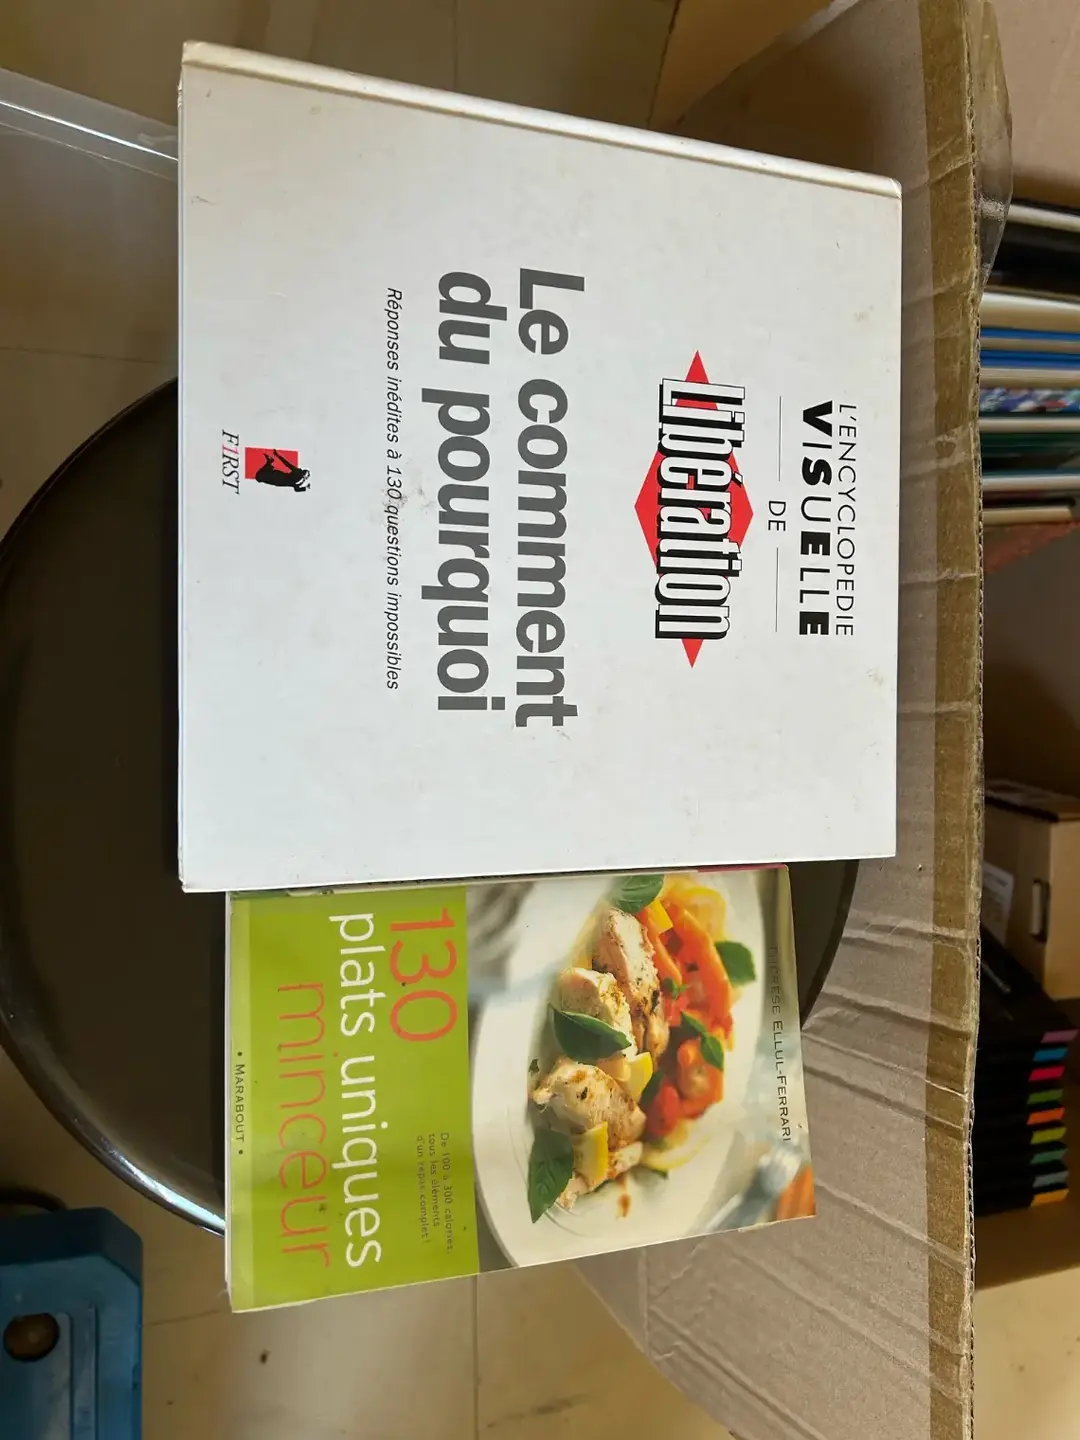 L'ENCYCLOPEDIE
VISUELLE
DE
Libération
Le comment
du pourquoi
Réponses inédites à 130 questions impossibles
F1RST
THÉRÈSE ELLUL-FERRARI
De 100 à 300 calories,
tous les éléments
d'un repas complet !
130
plats uniques
minceur
• MARABOUT •